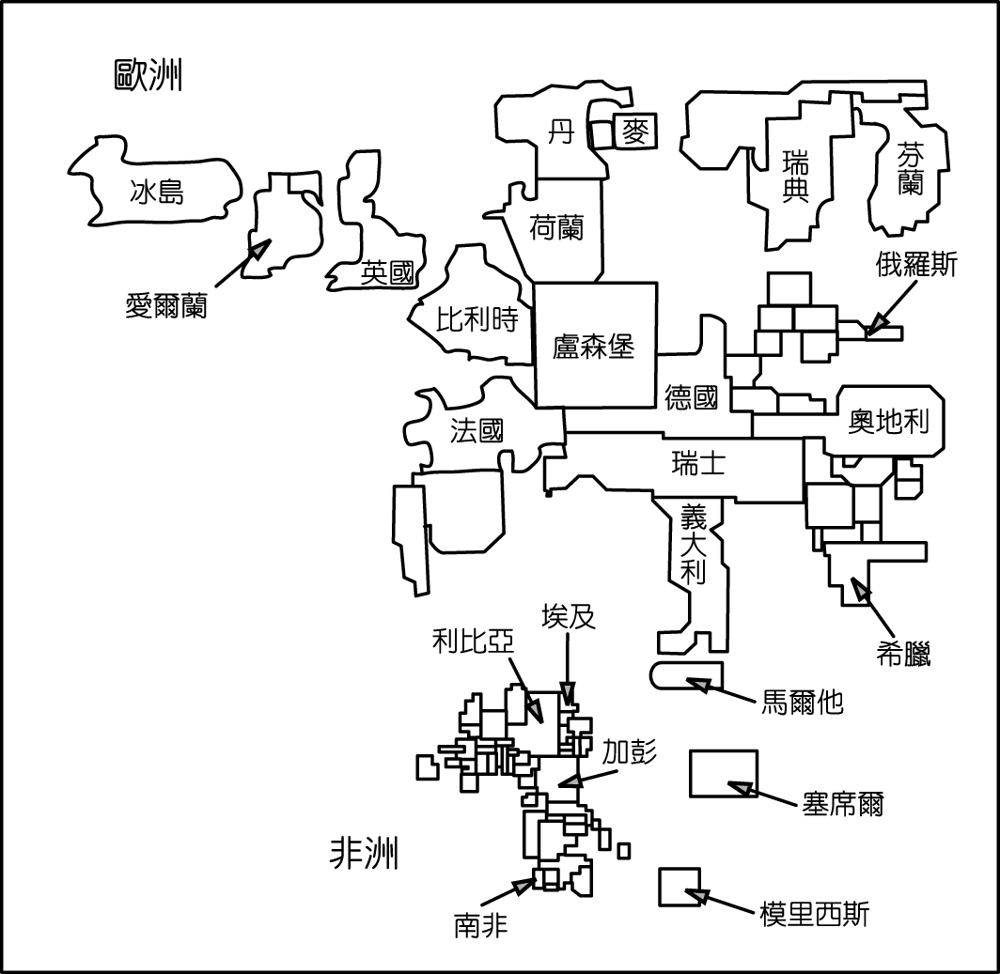 歐洲
丹
麥
冰島
瑞典
芬蘭
荷蘭
愛爾蘭
英國
俄羅斯
比利時
盧森堡
德國
奧地利
法國
瑞士
義大利
埃及
利比亞
希臘
馬爾他
加彭
塞席爾
非洲
南非
模里西斯